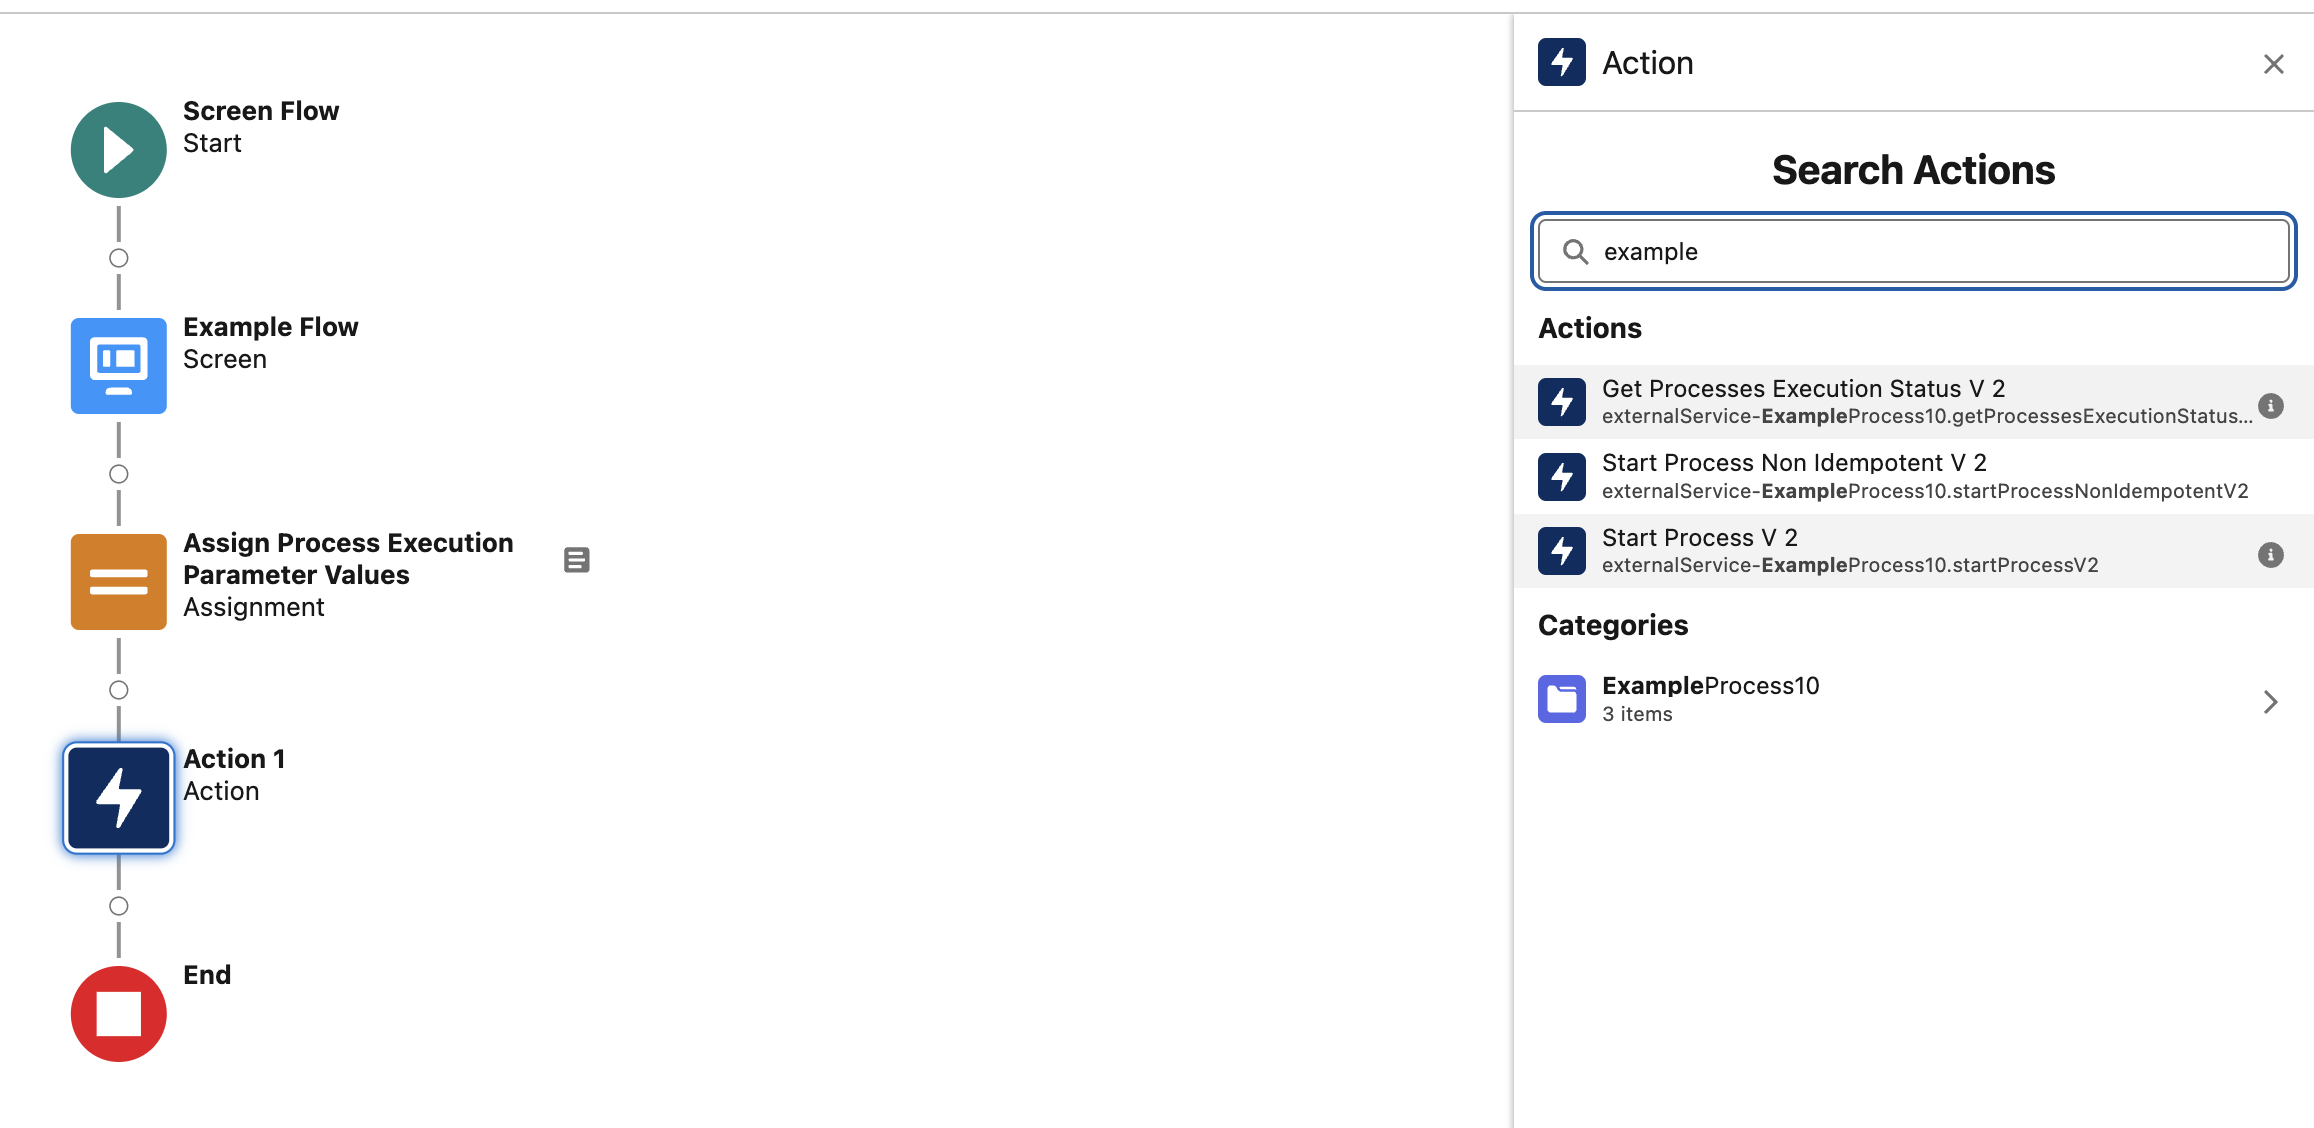 Screen Flow
Start
Example Flow
Screen
Assign Process Execution
Parameter Values
Assignment
Action 1
Action
End
Action
Search Actions
example
Actions
Get Processes Execution Status V 2
externalService-ExampleProcess10.getProcessesExecutionStatus...
Start Process Non Idempotent V 2
externalService-ExampleProcess10.startProcessNonIdempotentV2
Start Process V 2
externalService-ExampleProcess10.startProcessV2
Categories
ExampleProcess10
3 items